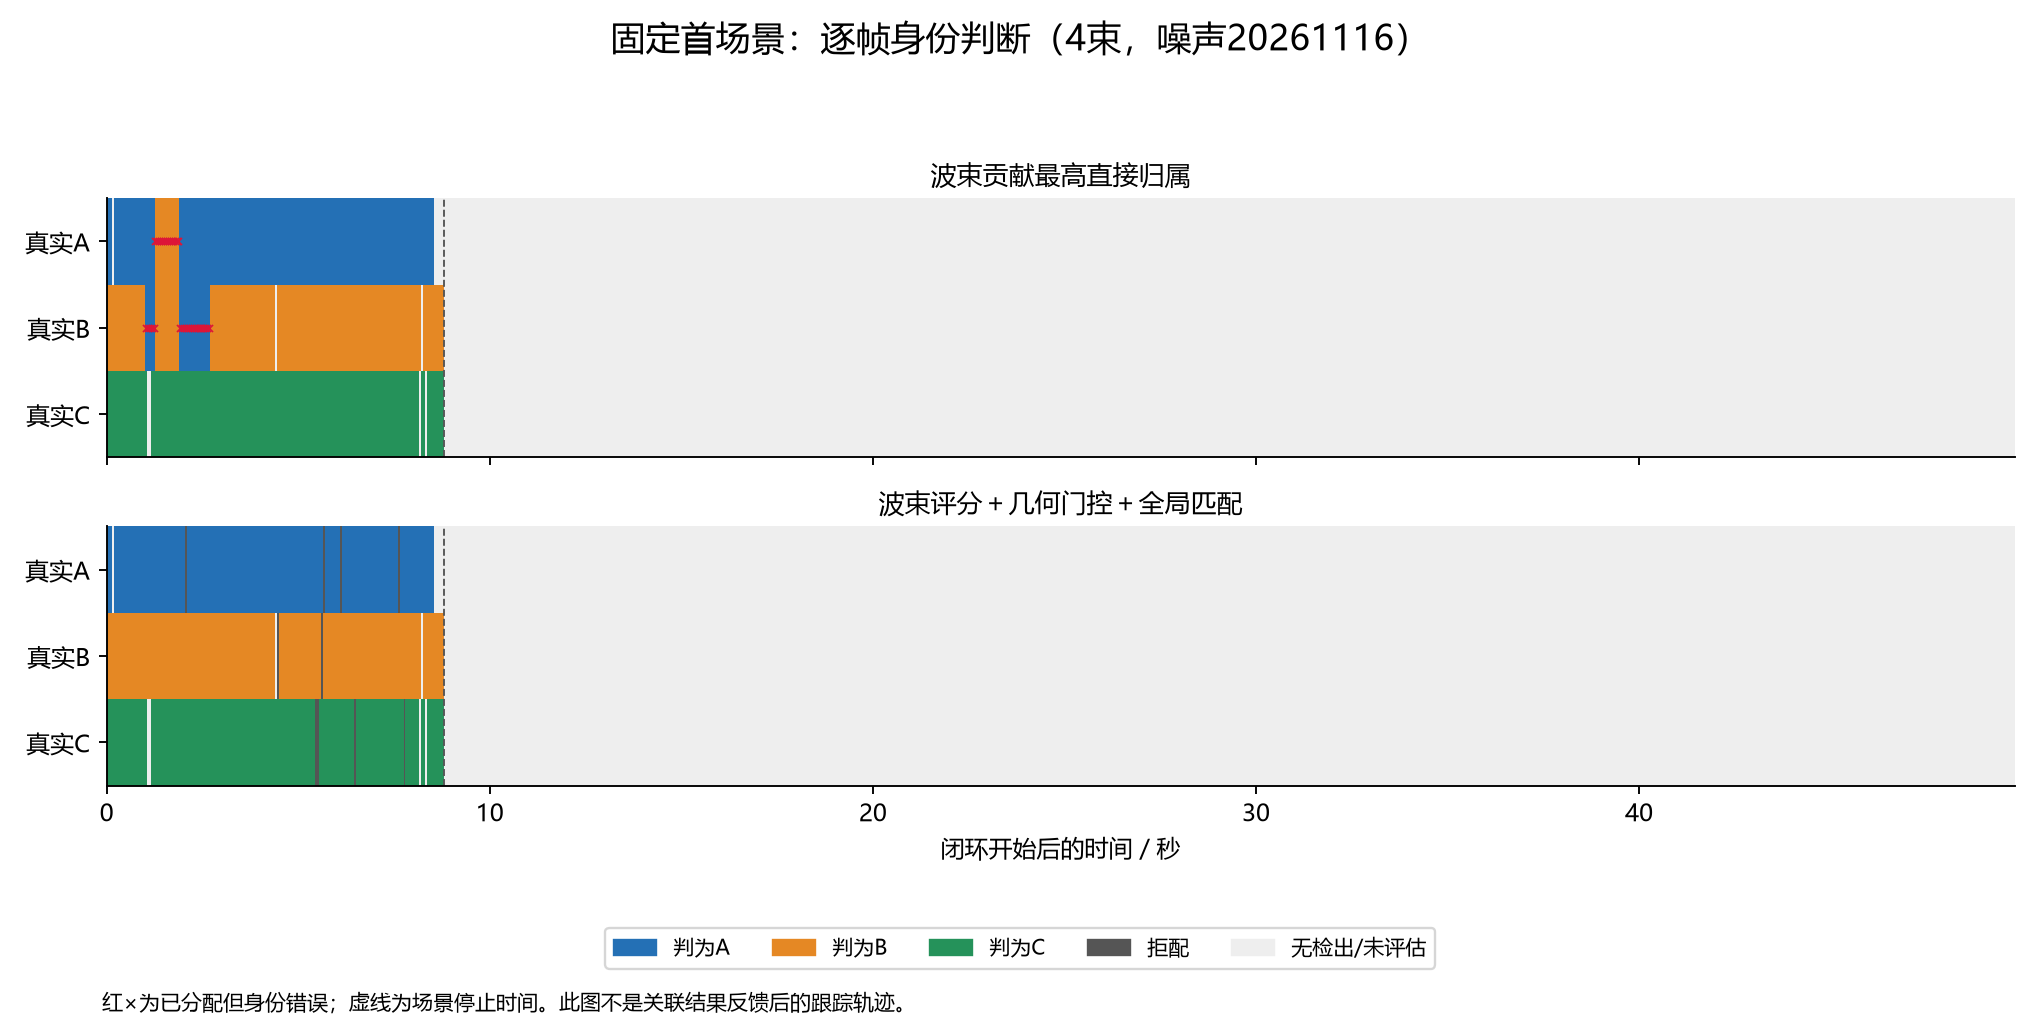 固定首场景：逐帧身份判断（4束，噪声20261116）
波束贡献最高直接归属
真实A
真实B
真实C
波束评分＋几何门控＋全局匹配
真实A
真实B
真实C
0 10 20 30 40
闭环开始后的时间 / 秒
判为A 判为B 判为C 拒配 无检出/未评估
红×为已分配但身份错误；虚线为场景停止时间。此图不是关联结果反馈后的跟踪轨迹。